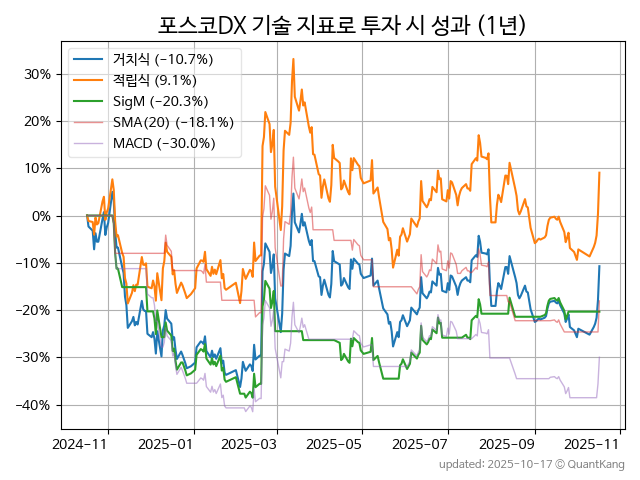 포스코DX 기술 지표로 투자 시 성과 (1년)
거치식 (−10.7%)
적립식 (9.1%)
SigM (−20.3%)
SMA(20) (−18.1%)
MACD (−30.0%)
30%
20%
10%
0%
−10%
−20%
−30%
−40%
2024-11 2025-01 2025-03 2025-05 2025-07 2025-09 2025-11
updated: 2025-10-17 © QuantKang